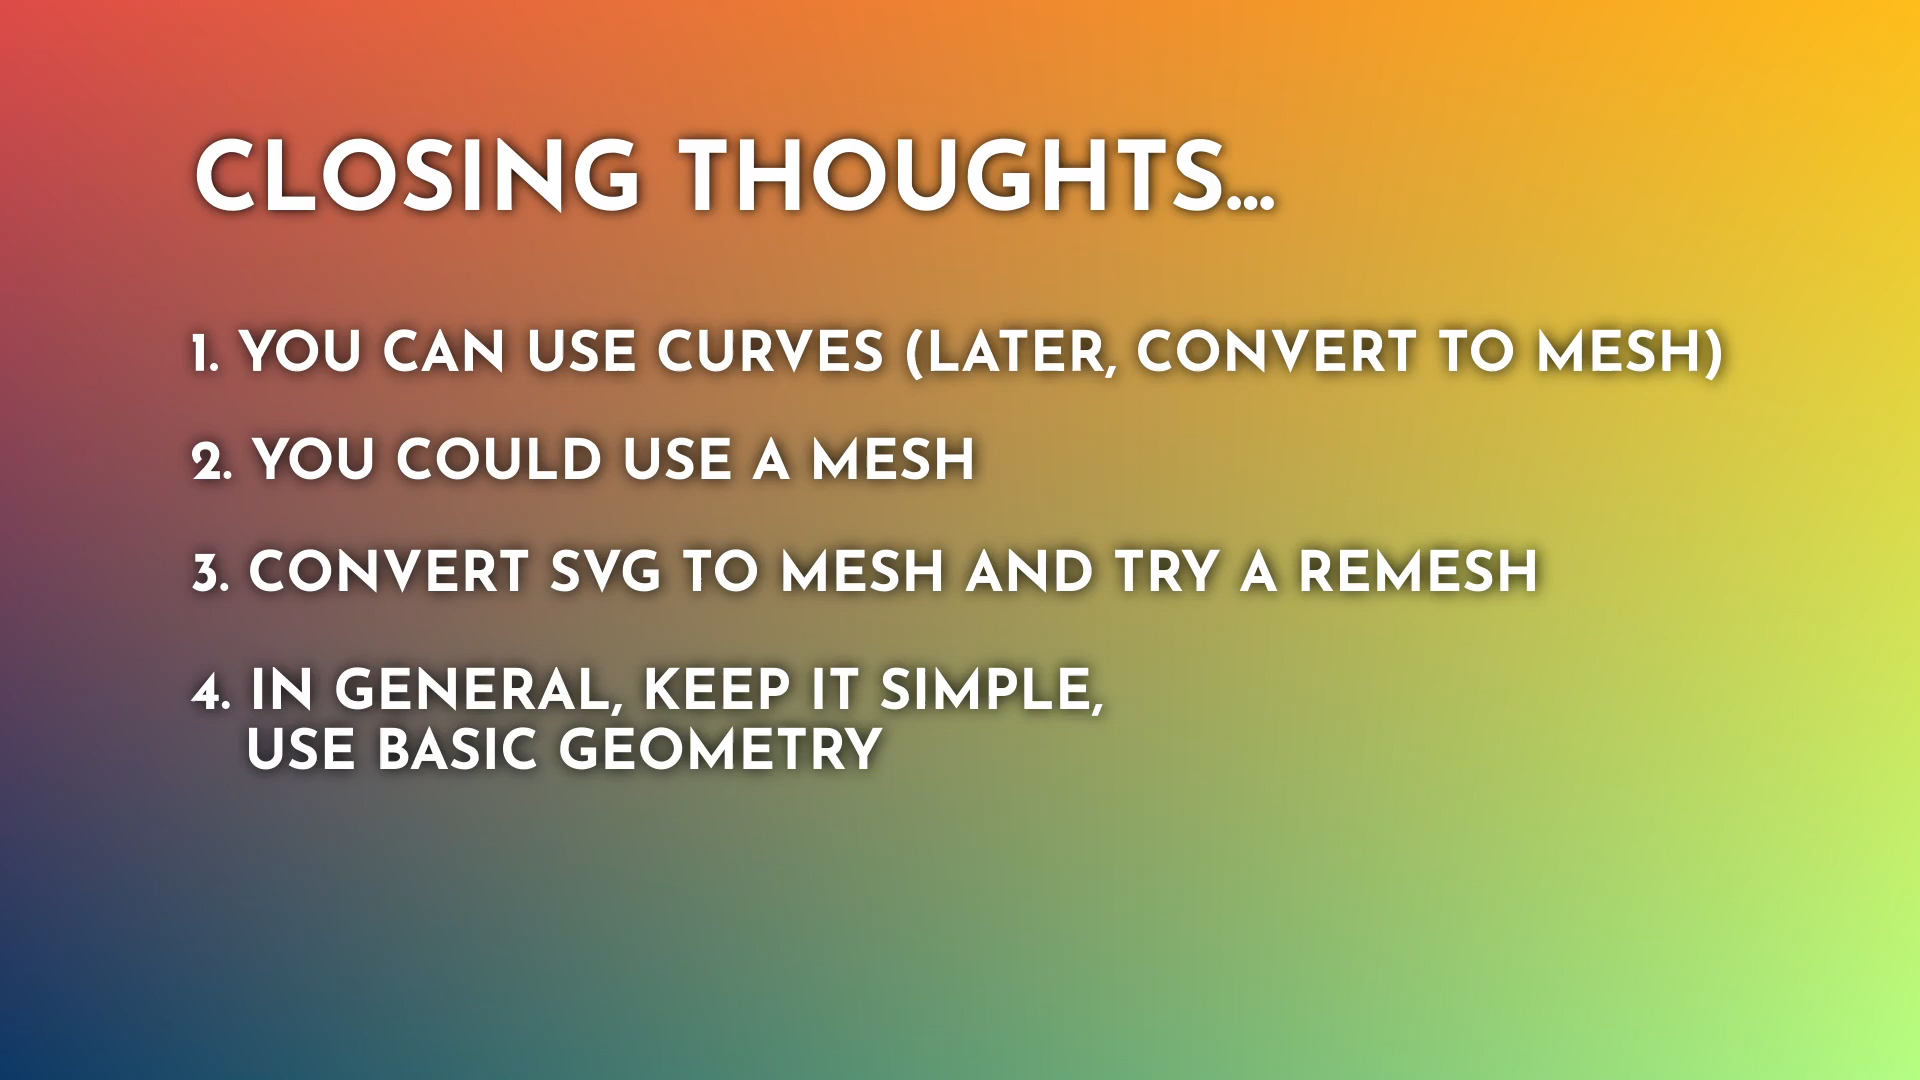 CLOSING THOUGHTS...
1. YOU CAN USE CURVES (LATER, CONVERT TO MESH)
2. YOU COULD USE A MESH
3. CONVERT SVG TO MESH AND TRY A REMESH
4. IN GENERAL, KEEP IT SIMPLE,
USE BASIC GEOMETRY